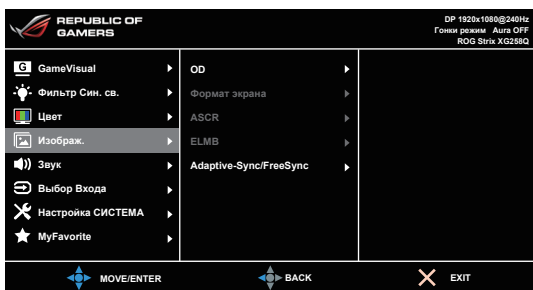 REPUBLIC OF
GAMERS
DP 1920x1080@240Hz
Гонки режим Aura OFF
ROG Strix XG258Q
G GameVisual
Фильтр Син. св.
Цвет
Изображ.
Звук
Выбор Входа
Настройка СИСТЕМА
MyFavorite
OD
Формат экрана
ASCR
ELMB
Adaptive-Sync/FreeSync
MOVE/ENTER
BACK
EXIT